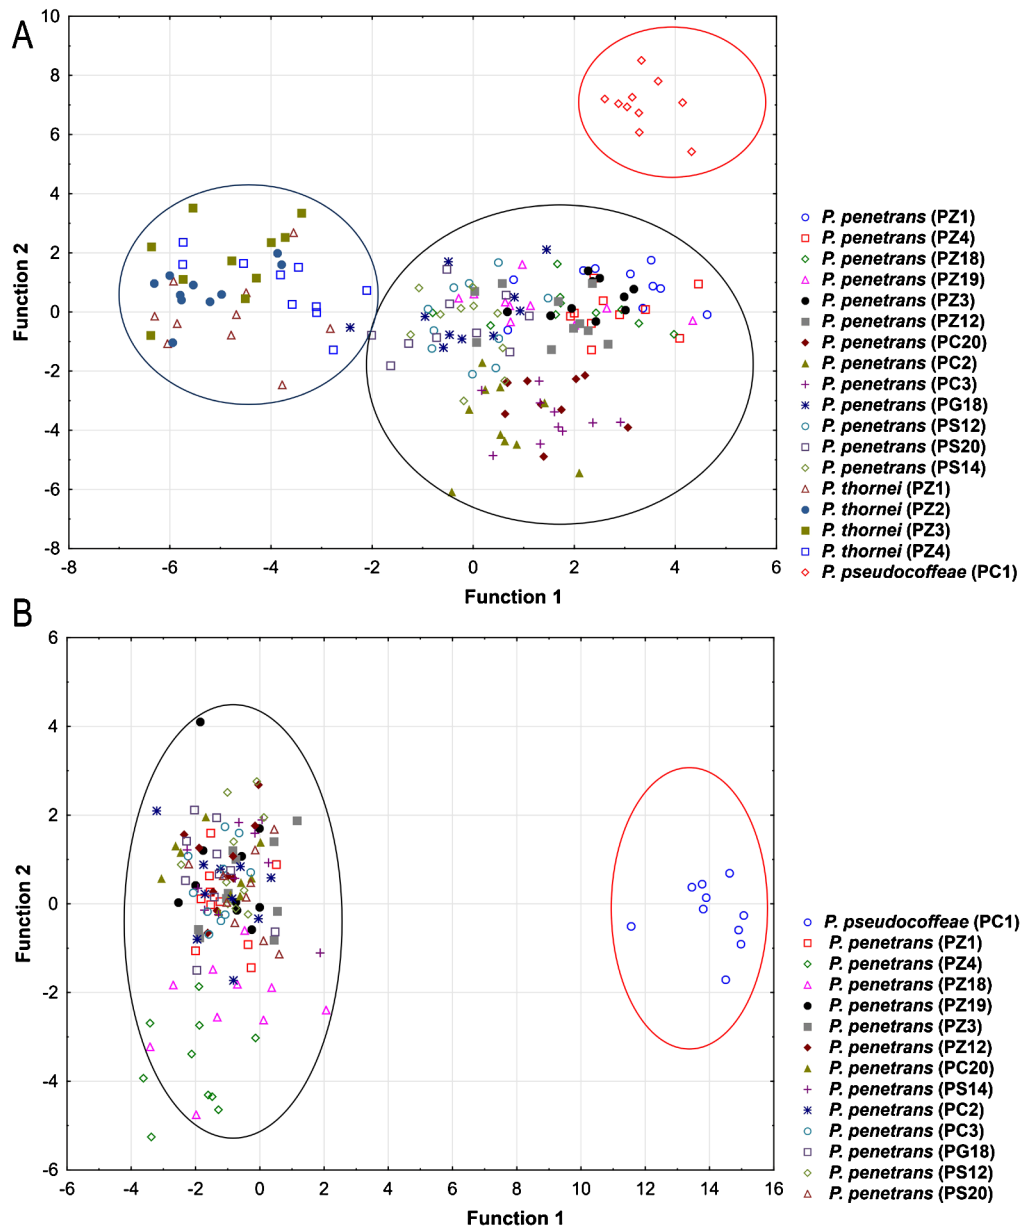 A
10
8
6
4
2
0
-2
-4
-6
-8
Function 2
-8 -6 -4 -2 0 2 4 6
Function 1
P. penetrans (PZ1)
P. penetrans (PZ4)
P. penetrans (PZ18)
P. penetrans (PZ19)
P. penetrans (PZ3)
P. penetrans (PZ12)
P. penetrans (PC20)
P. penetrans (PC2)
P. penetrans (PC3)
P. penetrans (PG18)
P. penetrans (PS12)
P. penetrans (PS20)
P. penetrans (PS14)
P. thornei (PZ1)
P. thornei (PZ2)
P. thornei (PZ3)
P. thornei (PZ4)
P. pseudocoffeae (PC1)
B
6
4
2
0
-2
-4
-6
Function 2
-6 -4 -2 0 2 4 6 8 10 12 14 16
Function 1
P. pseudocoffeae (PC1)
P. penetrans (PZ1)
P. penetrans (PZ4)
P. penetrans (PZ18)
P. penetrans (PZ19)
P. penetrans (PZ3)
P. penetrans (PZ12)
P. penetrans (PC20)
P. penetrans (PS14)
P. penetrans (PC2)
P. penetrans (PC3)
P. penetrans (PG18)
P. penetrans (PS12)
P. penetrans (PS20)